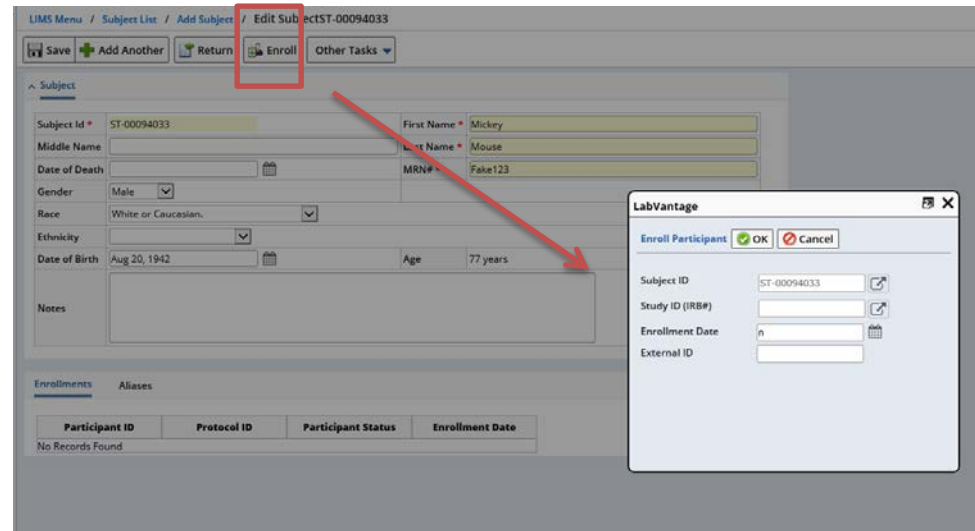 LIMS Menu / Subject List / Add Subject / Edit SubjectST-00094033
Save Add Another Return Enroll Other Tasks
Subject
Subject Id * ST-00094033 First Name * Mickey
Middle Name Last Name * Mouse
Date of Death MRN# * Fake123
Gender Male
Race White or Caucasian.
Ethnicity
Date of Birth Aug 20, 1942 Age 77 years
Notes
Enrollments Aliases
Participant ID Protocol ID Participant Status Enrollment Date
No Records Found
LabVantage
Enroll Participant OK Cancel
Subject ID ST-00094033
Study ID (IRB#)
Enrollment Date n
External ID